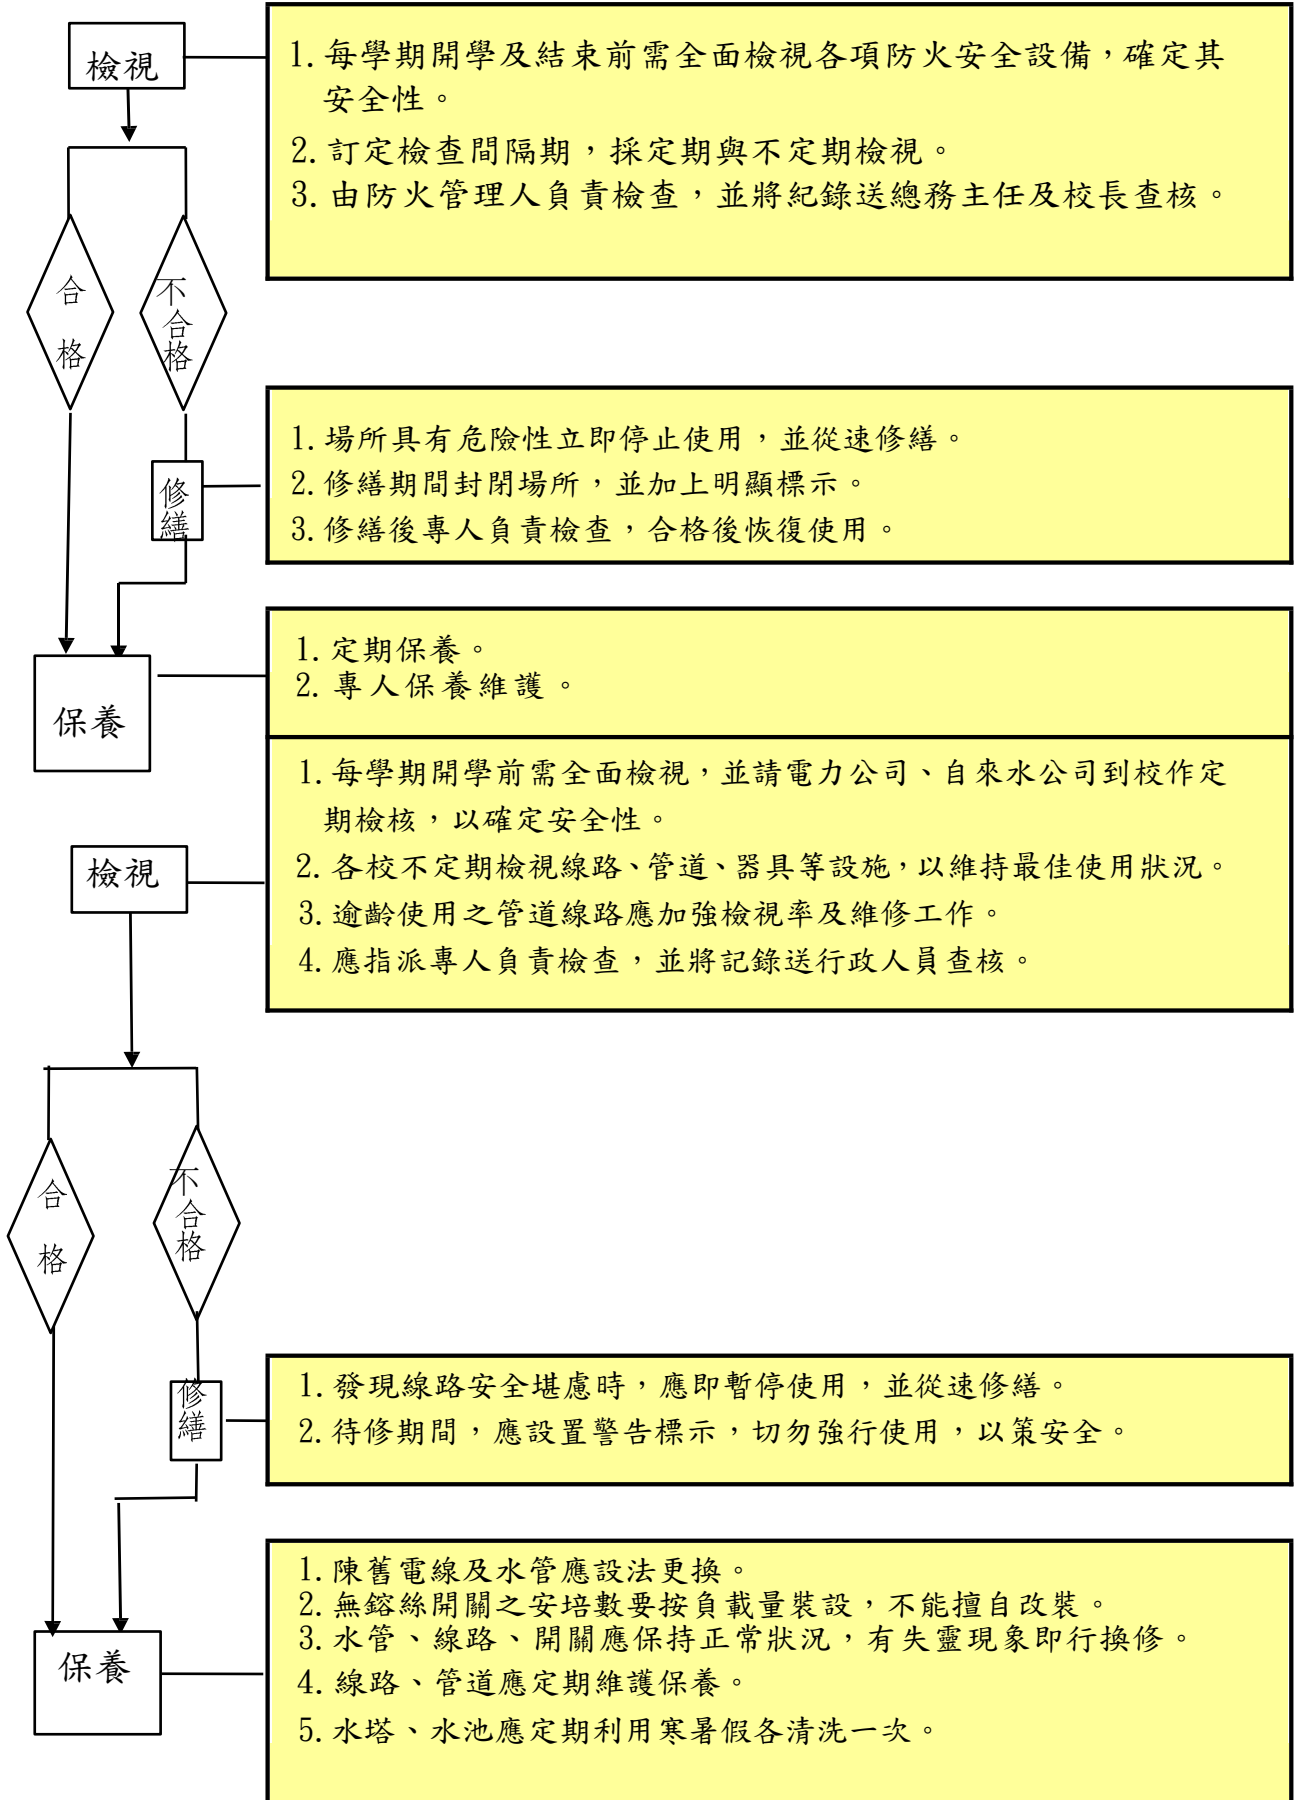 檢視
1. 每學期開學及結束前需全面檢視各項防火安全設備，確定其
安全性。
2. 訂定檢查間隔期，採定期與不定期檢視。
3. 由防火管理人負責檢查，並將紀錄送總務主任及校長查核。
合格
不合格
修繕
1. 場所具有危險性立即停止使用，並從速修繕。
2. 修繕期間封閉場所，並加上明顯標示。
3. 修繕後專人負責檢查，合格後恢復使用。
保養
1. 定期保養。
2. 專人保養維護。
檢視
1. 每學期開學前需全面檢視，並請電力公司、自來水公司到校作定
期檢核，以確定安全性。
2. 各校不定期檢視線路、管道、器具等設施，以維持最佳使用狀況。
3. 逾齡使用之管道線路應加強檢視率及維修工作。
4. 應指派專人負責檢查，並將記錄送行政人員查核。
合格
不合格
修繕
1. 發現線路安全堪慮時，應即暫停使用，並從速修繕。
2. 待修期間，應設置警告標示，切勿強行使用，以策安全。
保養
1. 陳舊電線及水管應設法更換。
2. 無鎔絲開關之安培數要按負載量裝設，不能擅自改裝。
3. 水管、線路、開關應保持正常狀況，有失靈現象即行換修。
4. 線路、管道應定期維護保養。
5. 水塔、水池應定期利用寒暑假各清洗一次。